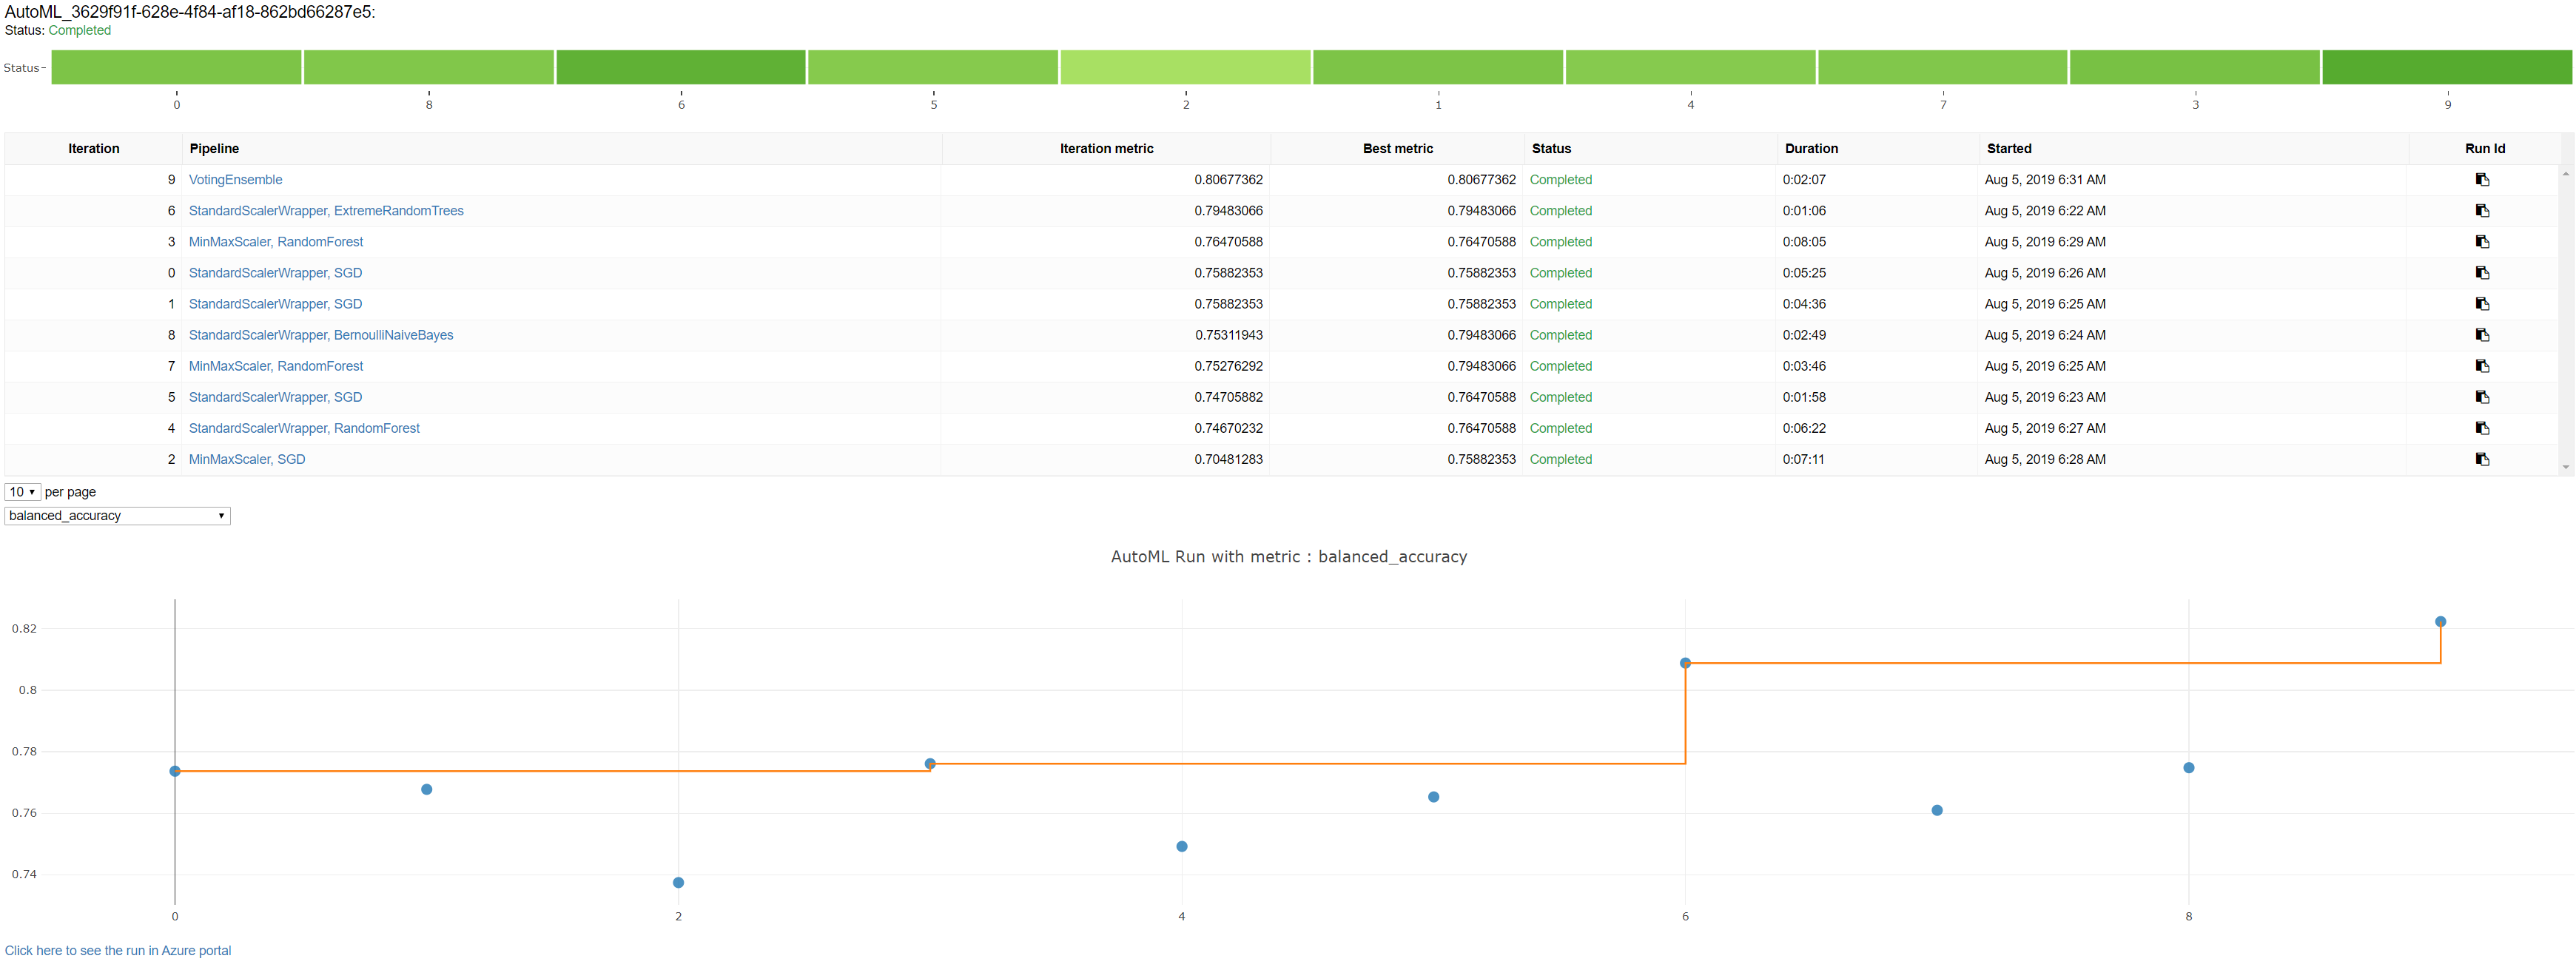 AutoML_3629f91f-628e-4f84-af18-862bd66287e5:
Status: Completed
Status
0 8 6 5 2 1 4 7 3 9
Iteration Pipeline Iteration metric Best metric Status Duration Started Run Id
9 VotingEnsemble 0.80677362 0.80677362 Completed 0:02:07 Aug 5, 2019 6:31 AM
6 StandardScalerWrapper, ExtremeRandomTrees 0.79483066 0.79483066 Completed 0:01:06 Aug 5, 2019 6:22 AM
3 MinMaxScaler, RandomForest 0.76470588 0.76470588 Completed 0:08:05 Aug 5, 2019 6:29 AM
0 StandardScalerWrapper, SGD 0.75882353 0.75882353 Completed 0:05:25 Aug 5, 2019 6:26 AM
1 StandardScalerWrapper, SGD 0.75882353 0.75882353 Completed 0:04:36 Aug 5, 2019 6:25 AM
8 StandardScalerWrapper, BernoulliNaiveBayes 0.75311943 0.79483066 Completed 0:02:49 Aug 5, 2019 6:24 AM
7 MinMaxScaler, RandomForest 0.75276292 0.79483066 Completed 0:03:46 Aug 5, 2019 6:25 AM
5 StandardScalerWrapper, SGD 0.74705882 0.76470588 Completed 0:01:58 Aug 5, 2019 6:23 AM
4 StandardScalerWrapper, RandomForest 0.74670232 0.76470588 Completed 0:06:22 Aug 5, 2019 6:27 AM
2 MinMaxScaler, SGD 0.70481283 0.75882353 Completed 0:07:11 Aug 5, 2019 6:28 AM
10 per page
balanced_accuracy
AutoML Run with metric : balanced_accuracy
0.82
0.8
0.78
0.76
0.74
0 2 4 6 8
Click here to see the run in Azure portal